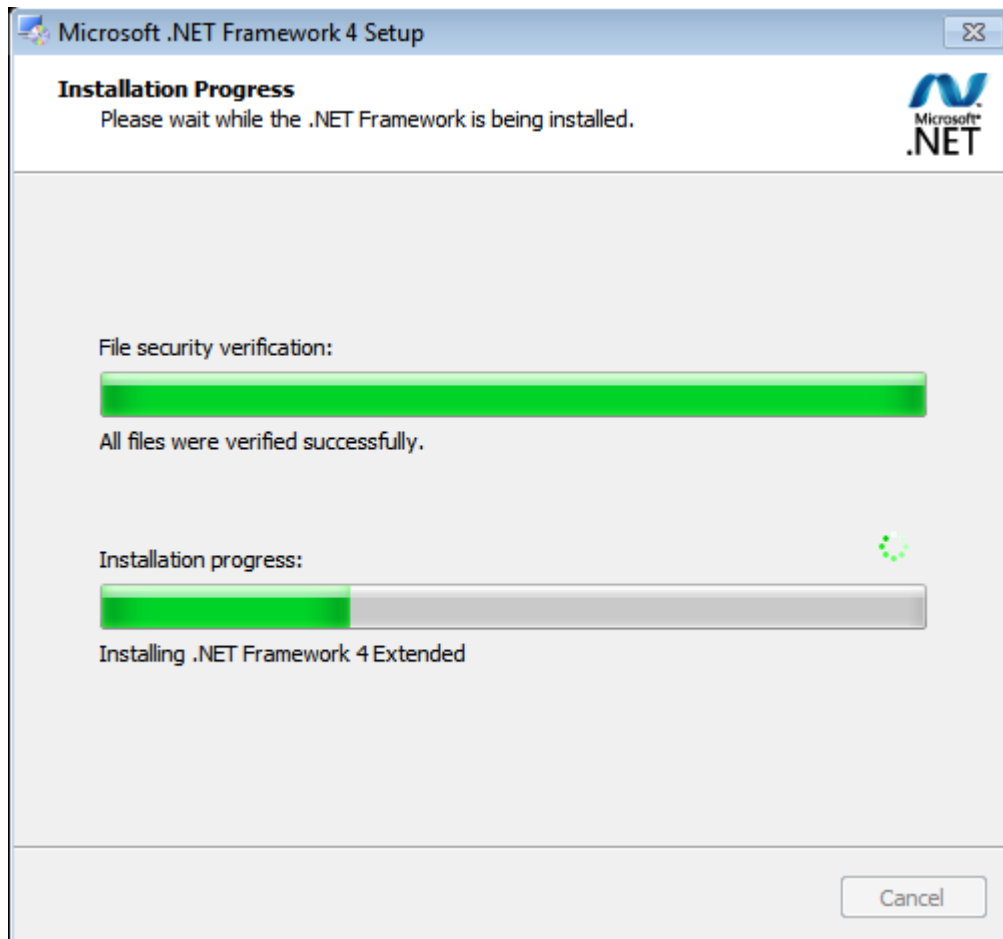 Microsoft .NET Framework 4 Setup
Installation Progress
Please wait while the .NET Framework is being installed.
Microsoft
.NET
File security verification:
All files were verified successfully.
Installation progress:
Installing .NET Framework 4 Extended
Cancel